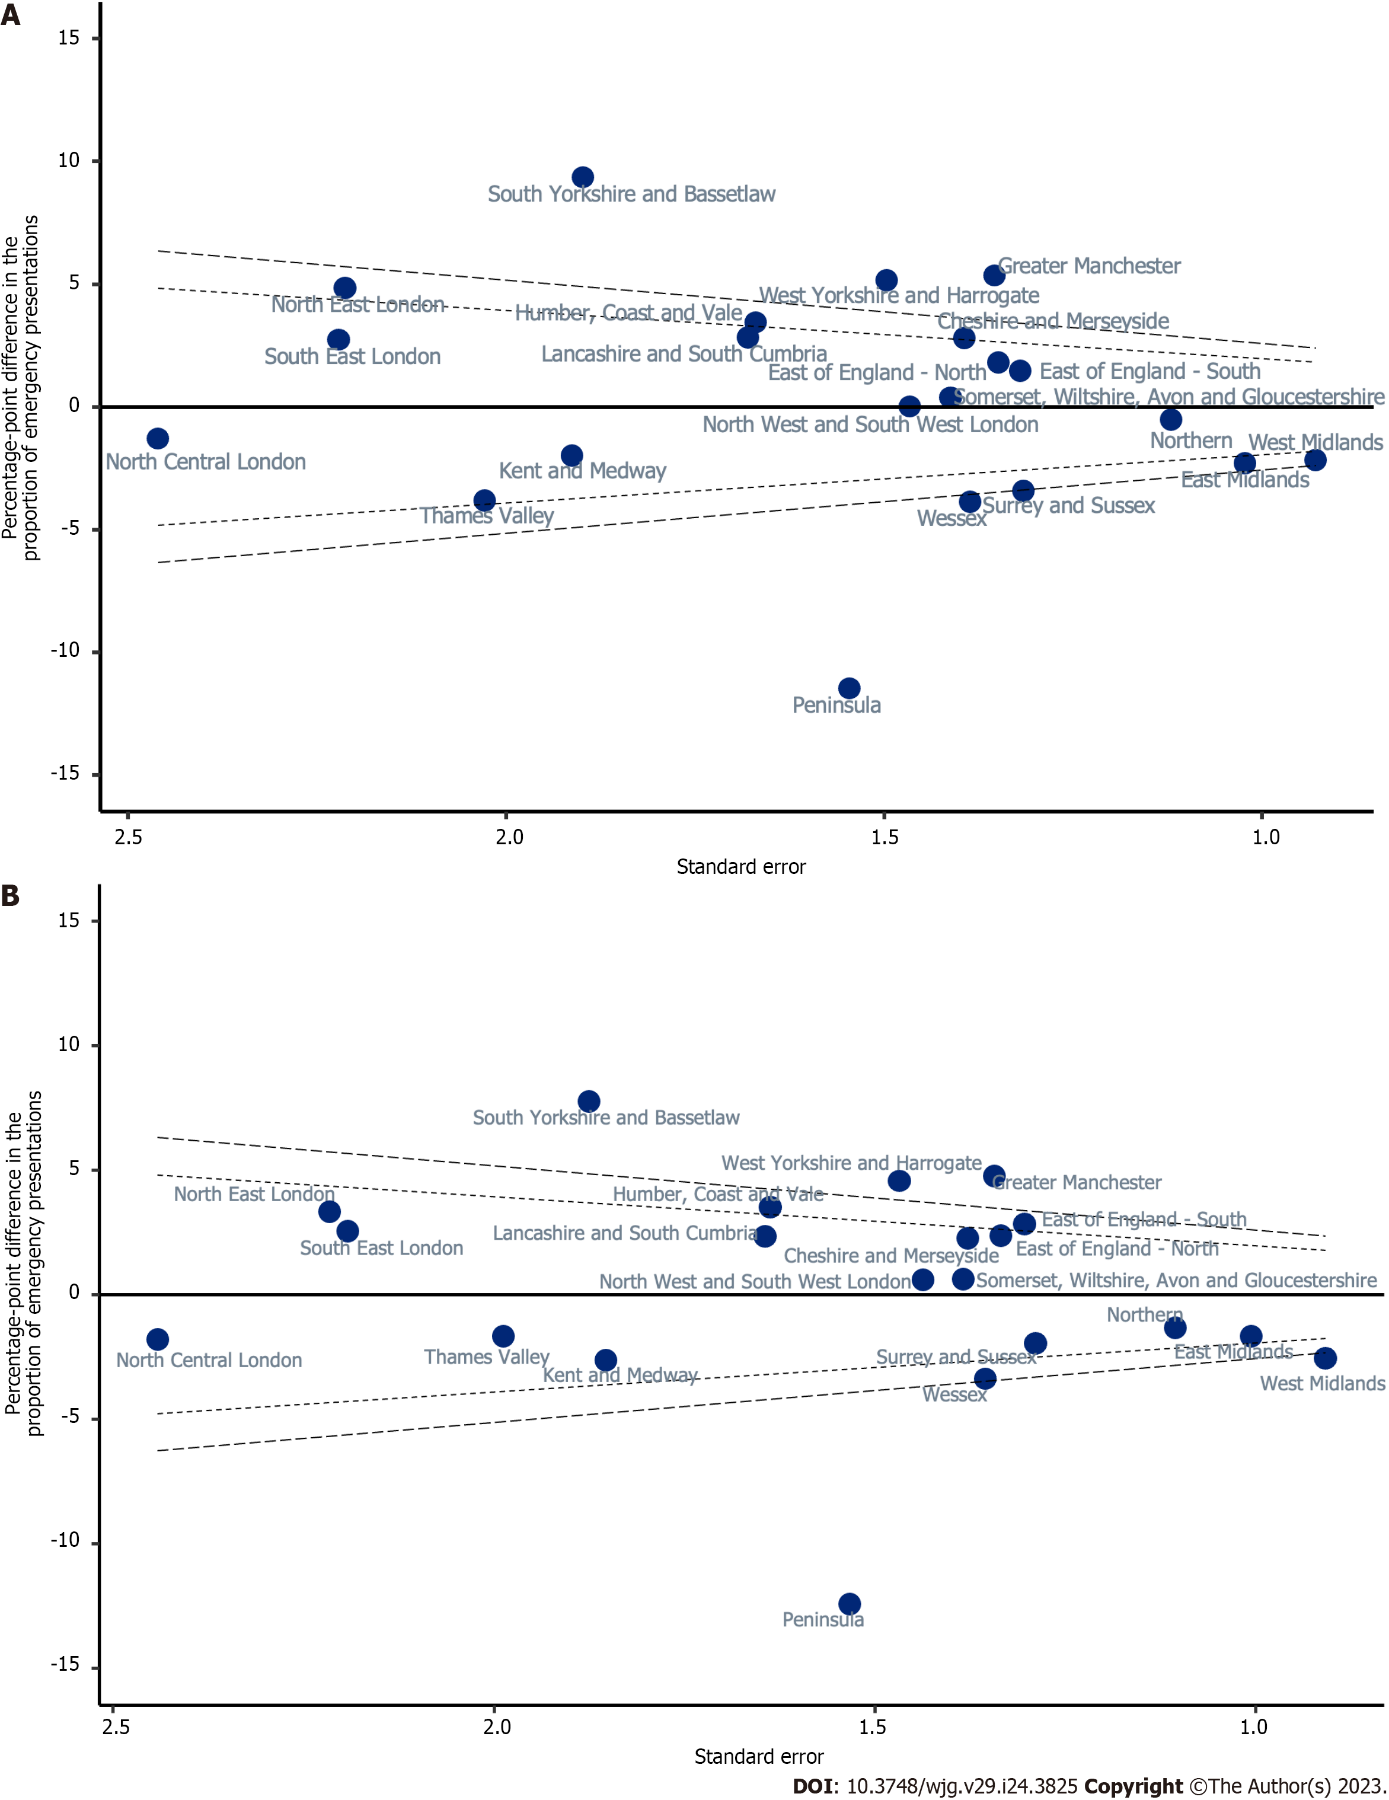 A
15
10
5
0
-5
-10
-15
Percentage-point difference in the
proportion of emergency presentations
South Yorkshire and Bassetlaw
Greater Manchester
North East London
West Yorkshire and Harrogate
Humber, Coast and Vale
Cheshire and Merseyside
South East London
Lancashire and South Cumbria
East of England - North
East of England - South
Somerset, Wiltshire, Avon and Gloucestershire
North West and South West London
Northern
West Midlands
North Central London
Kent and Medway
East Midlands
Thames Valley
Wessex
Surrey and Sussex
Peninsula
2.5
2.0
1.5
1.0
Standard error
B
15
10
5
0
-5
-10
-15
Percentage-point difference in the
proportion of emergency presentations
South Yorkshire and Bassetlaw
West Yorkshire and Harrogate
Greater Manchester
North East London
Humber, Coast and Vale
East of England - South
Lancashire and South Cumbria
South East London
East of England - North
Cheshire and Merseyside
North West and South West London
Somerset, Wiltshire, Avon and Gloucestershire
Northern
East Midlands
North Central London
Thames Valley
Surrey and Sussex
Kent and Medway
West Midlands
Wessex
Peninsula
2.5
2.0
1.5
1.0
Standard error
DOI: 10.3748/wjg.v29.i24.3825 Copyright ©The Author(s) 2023.